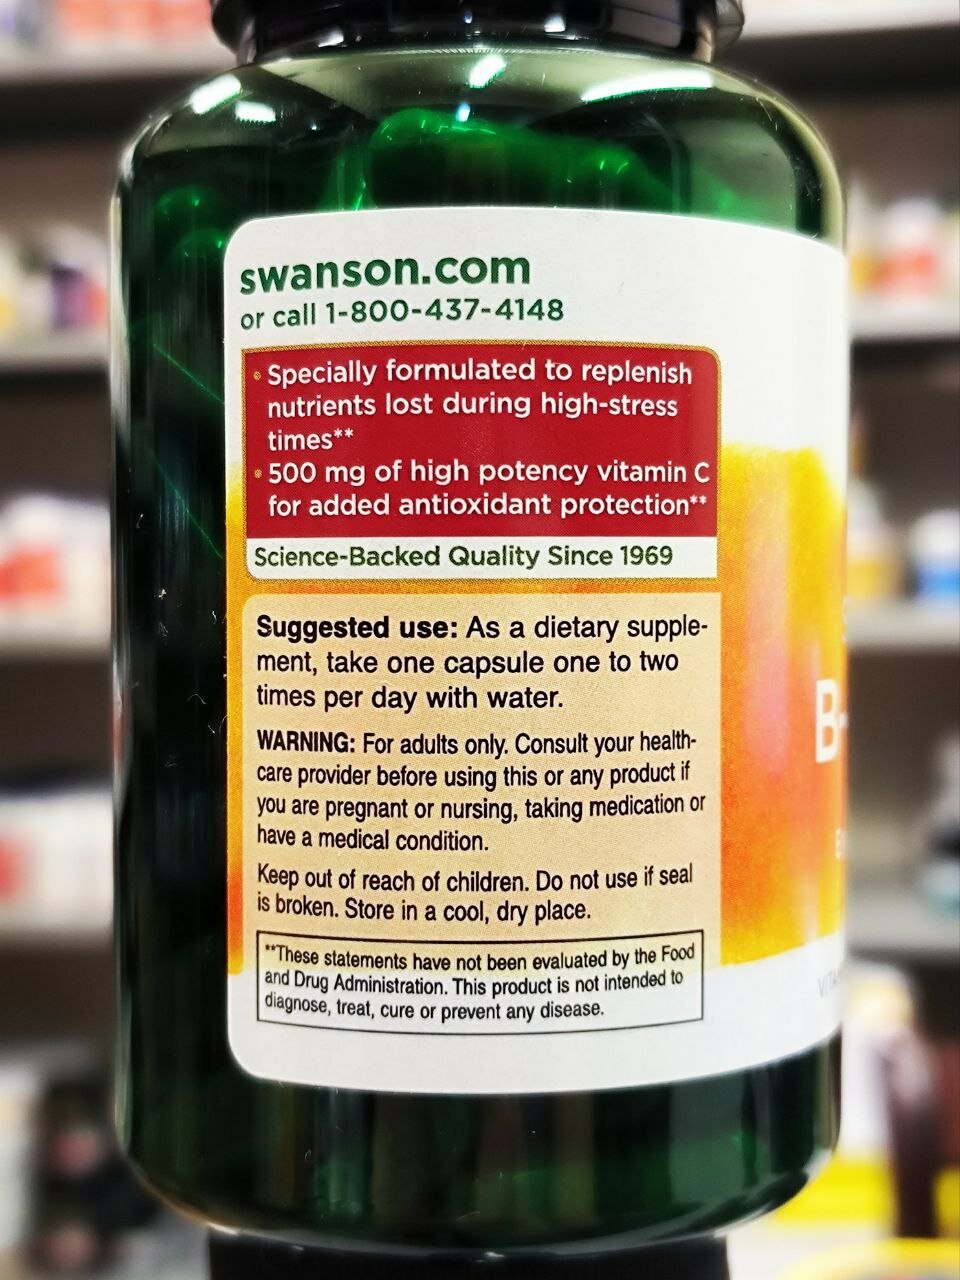 swanson.com
or call 1-800-437-4148
Specially formulated to replenish
nutrients lost during high-stress
times**
500 mg of high potency vitamin C
for added antioxidant protection**
Science-Backed Quality Since 1969
Suggested use: As a dietary supple-
ment, take one capsule one to two
times per day with water.
WARNING: For adults only. Consult your health-
care provider before using this or any product if
you are pregnant or nursing, taking medication or
have a medical condition.
Keep out of reach of children. Do not use if seal
is broken. Store in a cool, dry place.
**These statements have not been evaluated by the Food
and Drug Administration. This product is not intended to
diagnose, treat, cure or prevent any disease.
B-